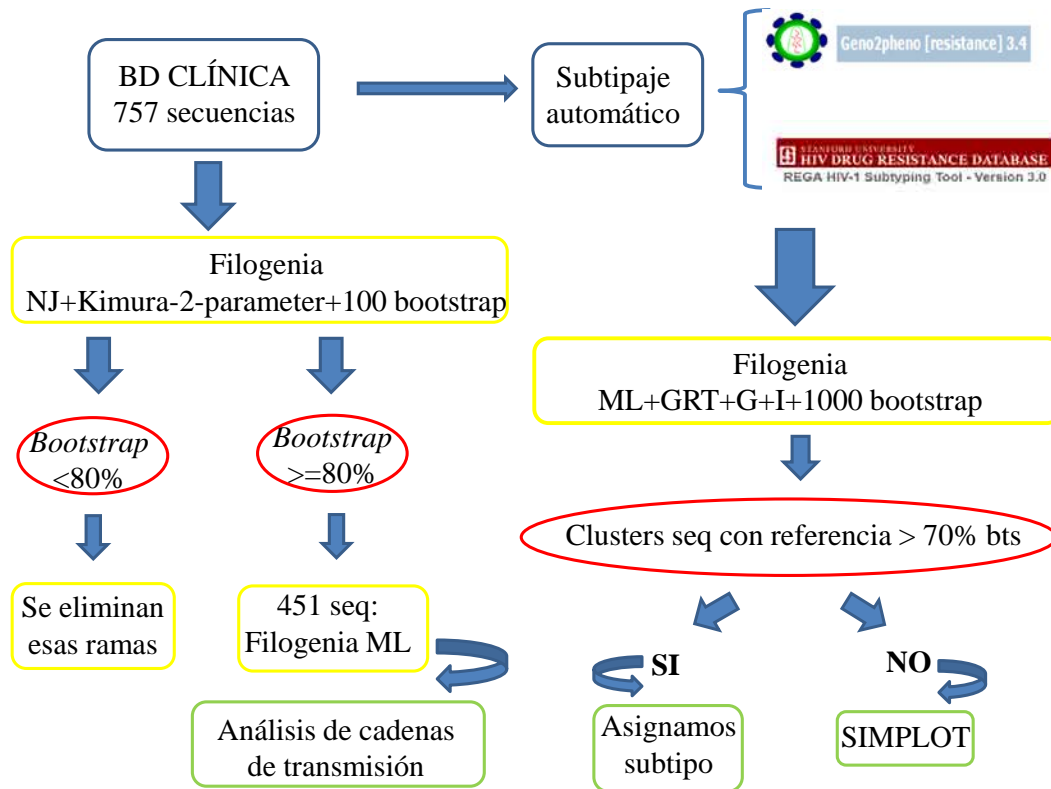 BD CLÍNICA
757 secuencias
Subtipaje
automático
Geno2pheno [resistance] 3.4
STANFORD UNIVERSITY
HIV DRUG RESISTANCE DATABASE
REGA HIV-1 Subtyping Tool - Version 3.0
Filogenia
NJ+Kimura-2-parameter+100 bootstrap
Bootstrap
<80%
Bootstrap
>=80%
Se eliminan
esas ramas
451 seq:
Filogenia ML
Análisis de cadenas
de transmisión
Filogenia
ML+GRT+G+I+1000 bootstrap
Clusters seq con referencia > 70% bts
SI
NO
Asignamos
subtipo
SIMPLOT